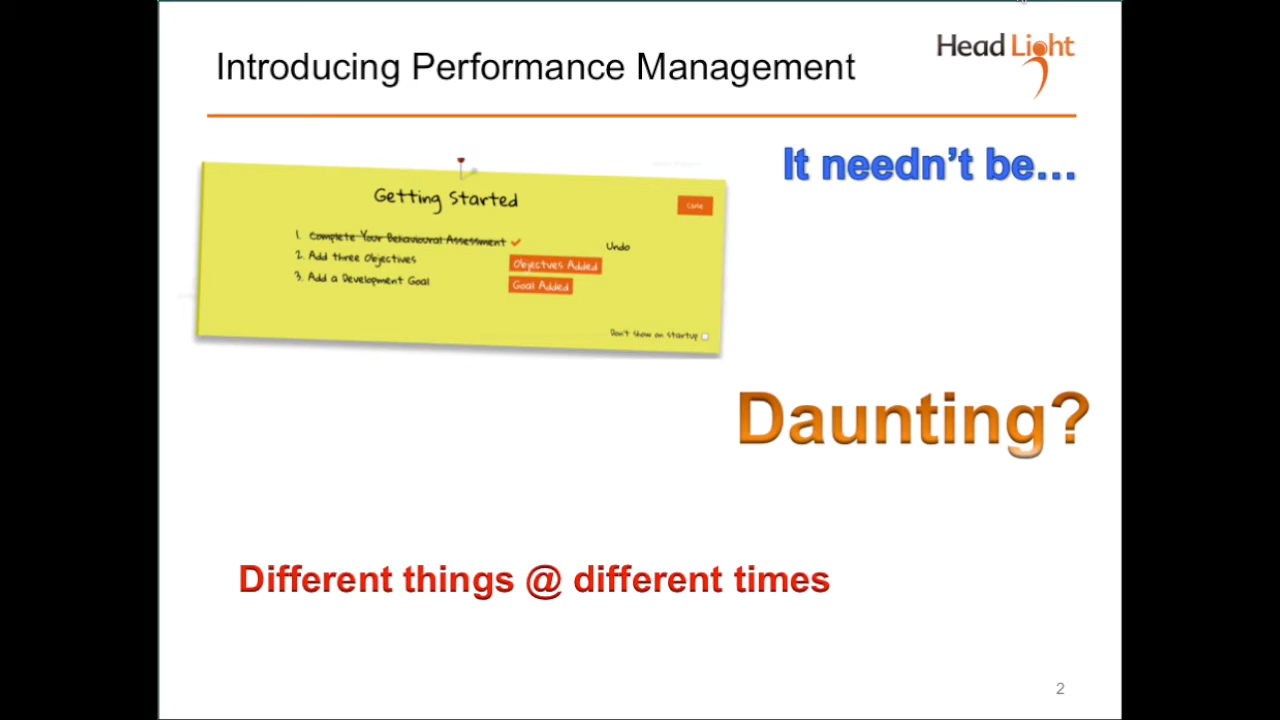 Introducing Performance Management
Head Light
It needn't be...
Getting Started
Close
1. Complete Your Behavioural Assessment ✓ Undo
2. Add three Objectives Objectives Added
3. Add a Development Goal Goal Added
Don't show on startup
Daunting?
Different things @ different times
2